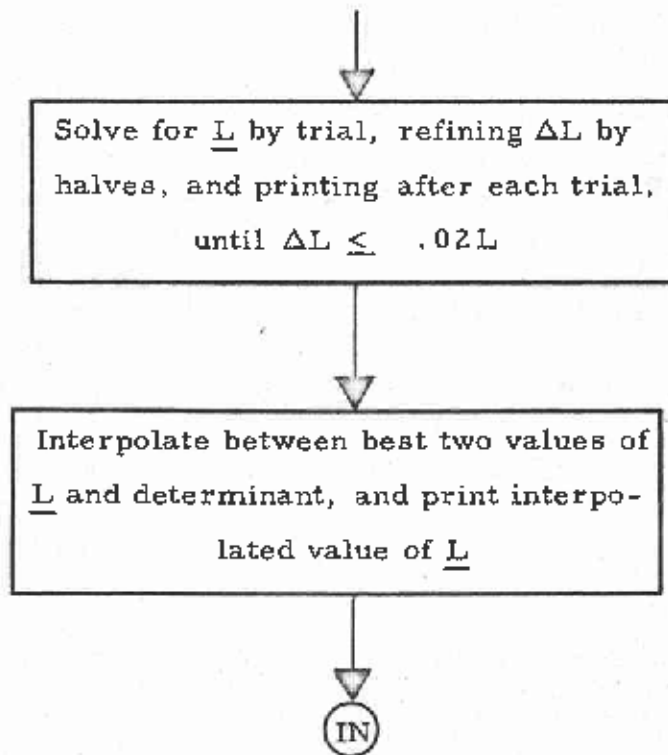 Solve for L by trial, refining ΔL by
halves, and printing after each trial,
until ΔL ≤ .02L
Interpolate between best two values of
L and determinant, and print interpo-
lated value of L
IN